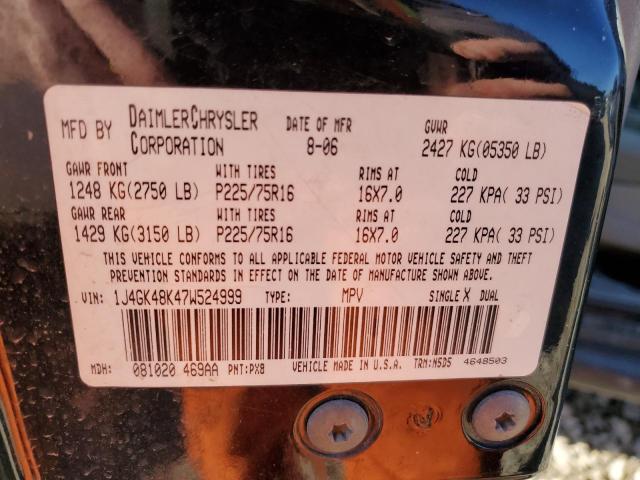 MFD BY DAIMLERCHRYSLER CORPORATION DATE OF MFR 8-06 GVWR 2427 KG(05350 LB)
GAWR FRONT WITH TIRES RIMS AT COLD
1248 KG(2750 LB) P225/75R16 16X7.0 227 KPA( 33 PSI)
GAWR REAR WITH TIRES RIMS AT COLD
1429 KG(3150 LB) P225/75R16 16X7.0 227 KPA( 33 PSI)
THIS VEHICLE CONFORMS TO ALL APPLICABLE FEDERAL MOTOR VEHICLE SAFETY AND THEFT
PREVENTION STANDARDS IN EFFECT ON THE DATE OF MANUFACTURE SHOWN ABOVE.
VIN: 1J4GK48K47W524999 TYPE: MPV SINGLE X DUAL
MDH: 081020 469AA PNT:PX8 VEHICLE MADE IN U.S.A. TRM:N5D5 4648503